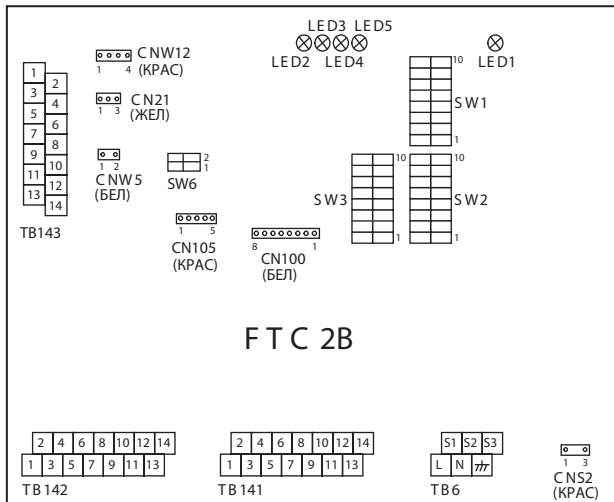 LED3 LED5
LED2 LED4
LED1
CNW12
1 4 (КРАС)
CN21
1 3 (ЖЕЛ)
1 2
3 4
5 6
7 8
9 10
11 12
13 14
TB143
1 2
CNW5
(БЕЛ)
2
1
SW6
10
SW1
1
10
SW3
1
10
SW2
1
1 5
CN105
(КРАС)
8 1
CN100
(БЕЛ)
FTC 2B
2 4 6 8 10 12 14
1 3 5 7 9 11 13
TB142
2 4 6 8 10 12 14
1 3 5 7 9 11 13
TB141
S1 S2 S3
L N
TB6
1 3
CNS2
(КРАС)